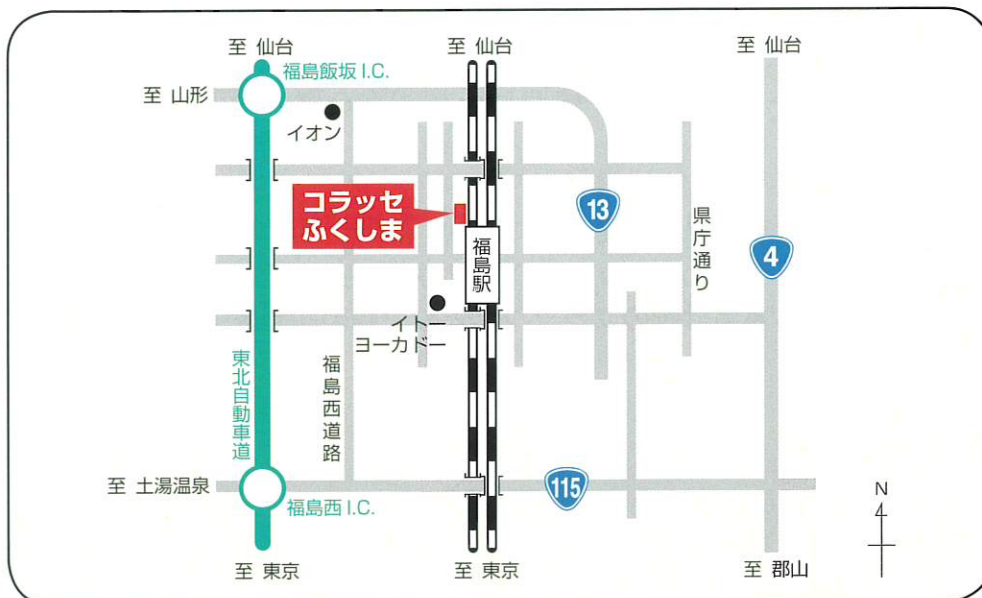 至 仙台
至 仙台
至 仙台
福島飯坂 I.C.
至 山形
イオン
コラッセ
ふくしま
13
県庁通り
4
福島駅
イトー
ヨーカドー
東北自動車道
福島西道路
至 土湯温泉
福島西 I.C.
115
N
至 東京
至 東京
至 郡山